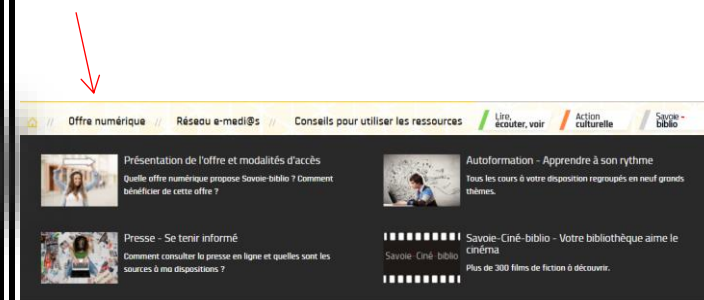 // Offre numérique // Réseau e-medi@s // Conseils pour utiliser les ressources
Lire,
écouter, voir
Action
culturelle
Savoie -
biblio
Présentation de l'offre et modalités d'accès
Quelle offre numérique propose Savoie-biblio ? Comment
bénéficier de cette offre ?
Autoformation - Apprendre à son rythme
Tous les cours à votre disposition regroupés en neuf grands
thèmes.
Presse - Se tenir informé
Comment consulter la presse en ligne et quelles sont les
sources à ma dispositions ?
Savoie-Ciné-biblio
Savoie-Ciné-biblio - Votre bibliothèque aime le
cinéma
Plus de 300 films de fiction à découvrir.